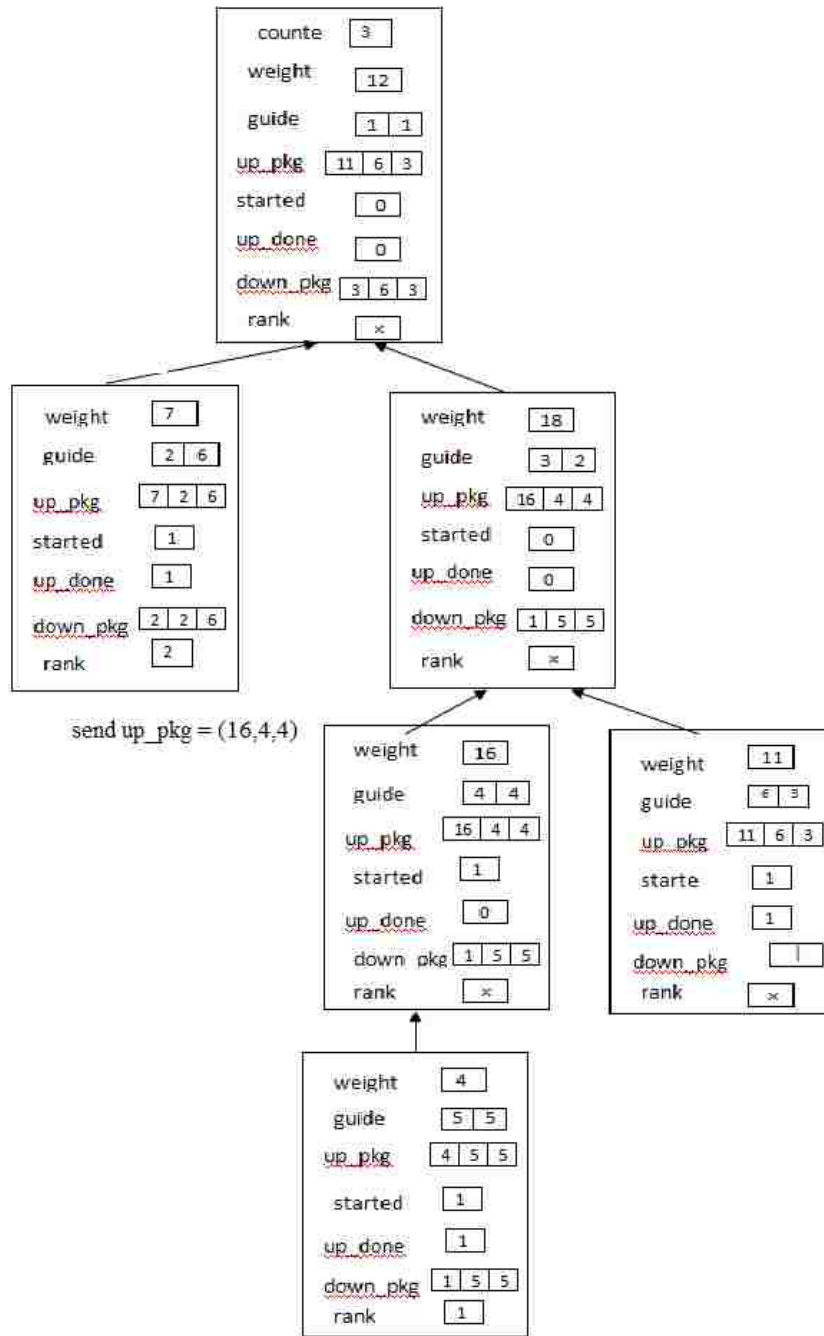 counte 3
weight 12
guide 1 1
up_pkg 11 6 3
started 0
up_done 0
down_pkg 3 6 3
rank x
weight 7
guide 2 6
up_pkg 7 2 6
started 1
up_done 1
down_pkg 2 2 6
rank 2
weight 18
guide 3 2
up_pkg 16 4 4
started 0
up_done 0
down_pkg 1 5 5
rank x
send up_pkg = (16,4,4)
weight 16
guide 4 4
up_pkg 16 4 4
started 1
up_done 0
down pkg 1 5 5
rank x
weight 11
guide 6 3
up_pkg 11 6 3
starte 1
up_done 1
down_pkg
rank x
weight 4
guide 5 5
up_pkg 4 5 5
started 1
up_done 1
down_pkg 1 5 5
rank 1